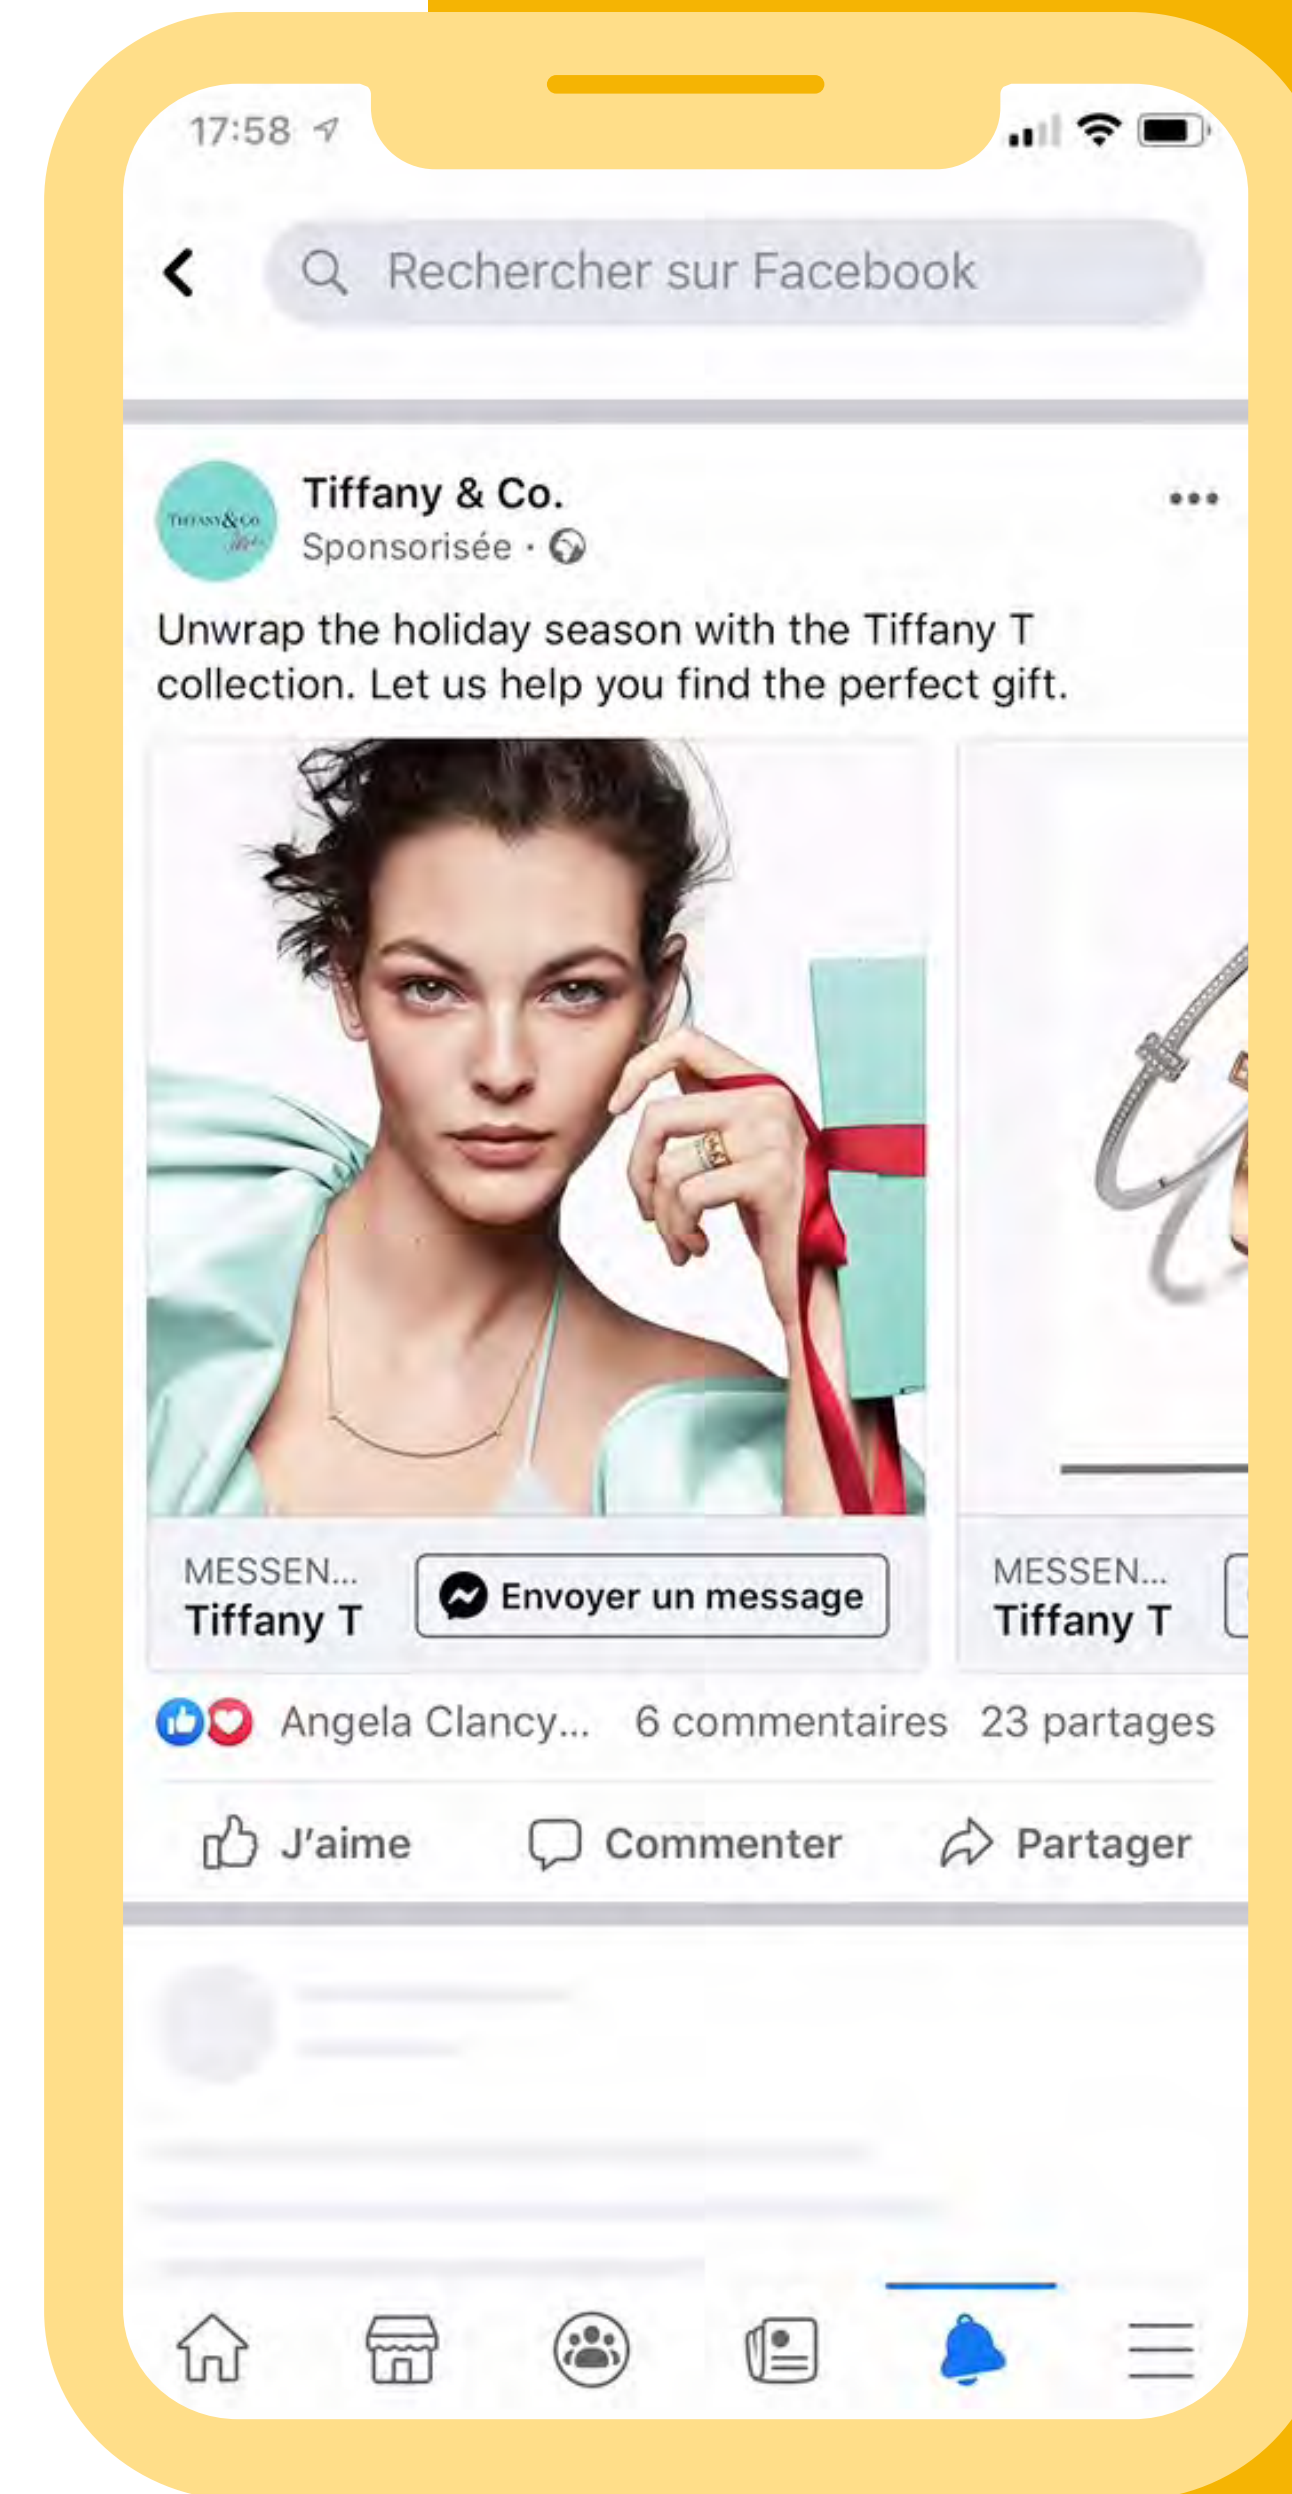 17:58
Rechercher sur Facebook
TIFFANY & CO.
Tiffany & Co.
Sponsorisée ·
Unwrap the holiday season with the Tiffany T
collection. Let us help you find the perfect gift.
MESSEN...
Tiffany T
Envoyer un message
MESSEN...
Tiffany T
Angela Clancy... 6 commentaires 23 partages
J'aime Commenter Partager